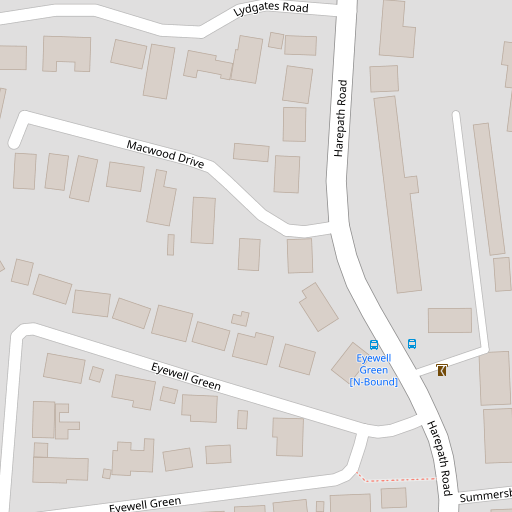 Lydgates Road
Harepath Road
Macwood Drive
Eyewell
Green
[N-Bound]
Eyewell Green
Harepath Road
Eyewell Green